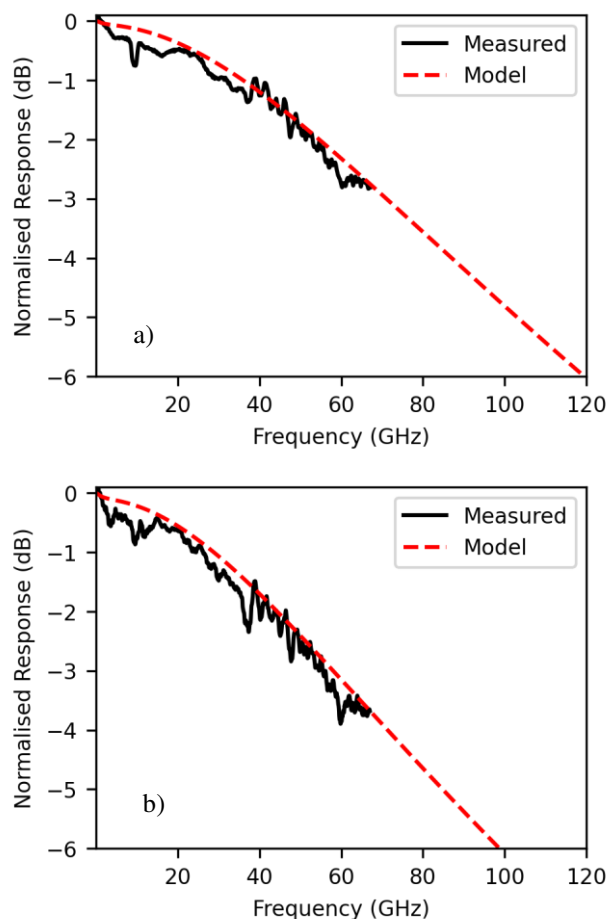 0
−1
−2
−3
−4
−5
−6
Normalised Response (dB)
Measured
Model
a)
20 40 60 80 100 120
Frequency (GHz)
0
−1
−2
−3
−4
−5
−6
Normalised Response (dB)
Measured
Model
b)
20 40 60 80 100 120
Frequency (GHz)